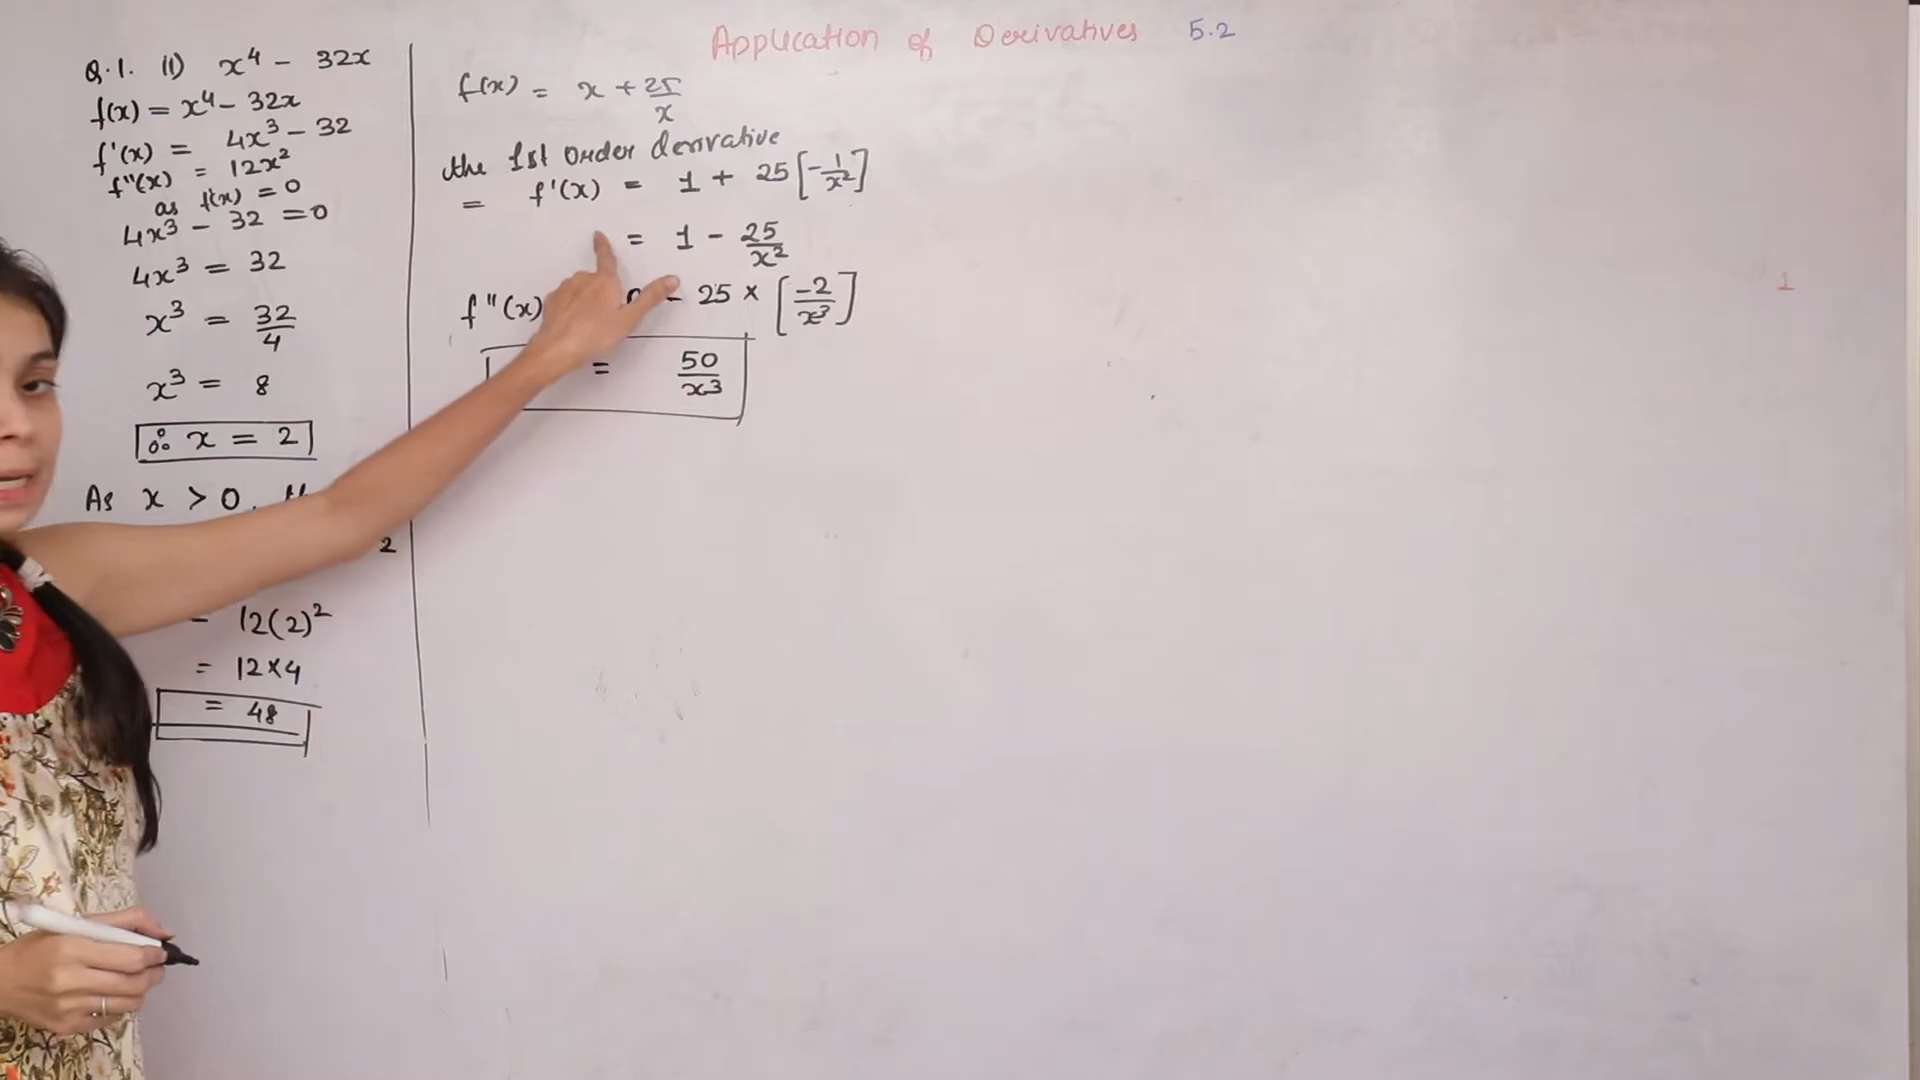 Application of Derivatives 5.2
Q.1. (i) x⁴ - 32x
f(x) = x⁴ - 32x
f'(x) = 4x³ - 32
f"(x) = 12x²
as f'(x) = 0
4x³ - 32 = 0
4x³ = 32
x³ = 32/4
x³ = 8
∴ x = 2
As x > 0,
2
- 12(2)²
= 12×4
= 48
f(x) = x + 25/x
the 1st order derivative
= f'(x) = 1 + 25 [-1/x²]
= 1 - 25/x²
f"(x) 0 - 25 × [-2/x³]
= 50/x³
1